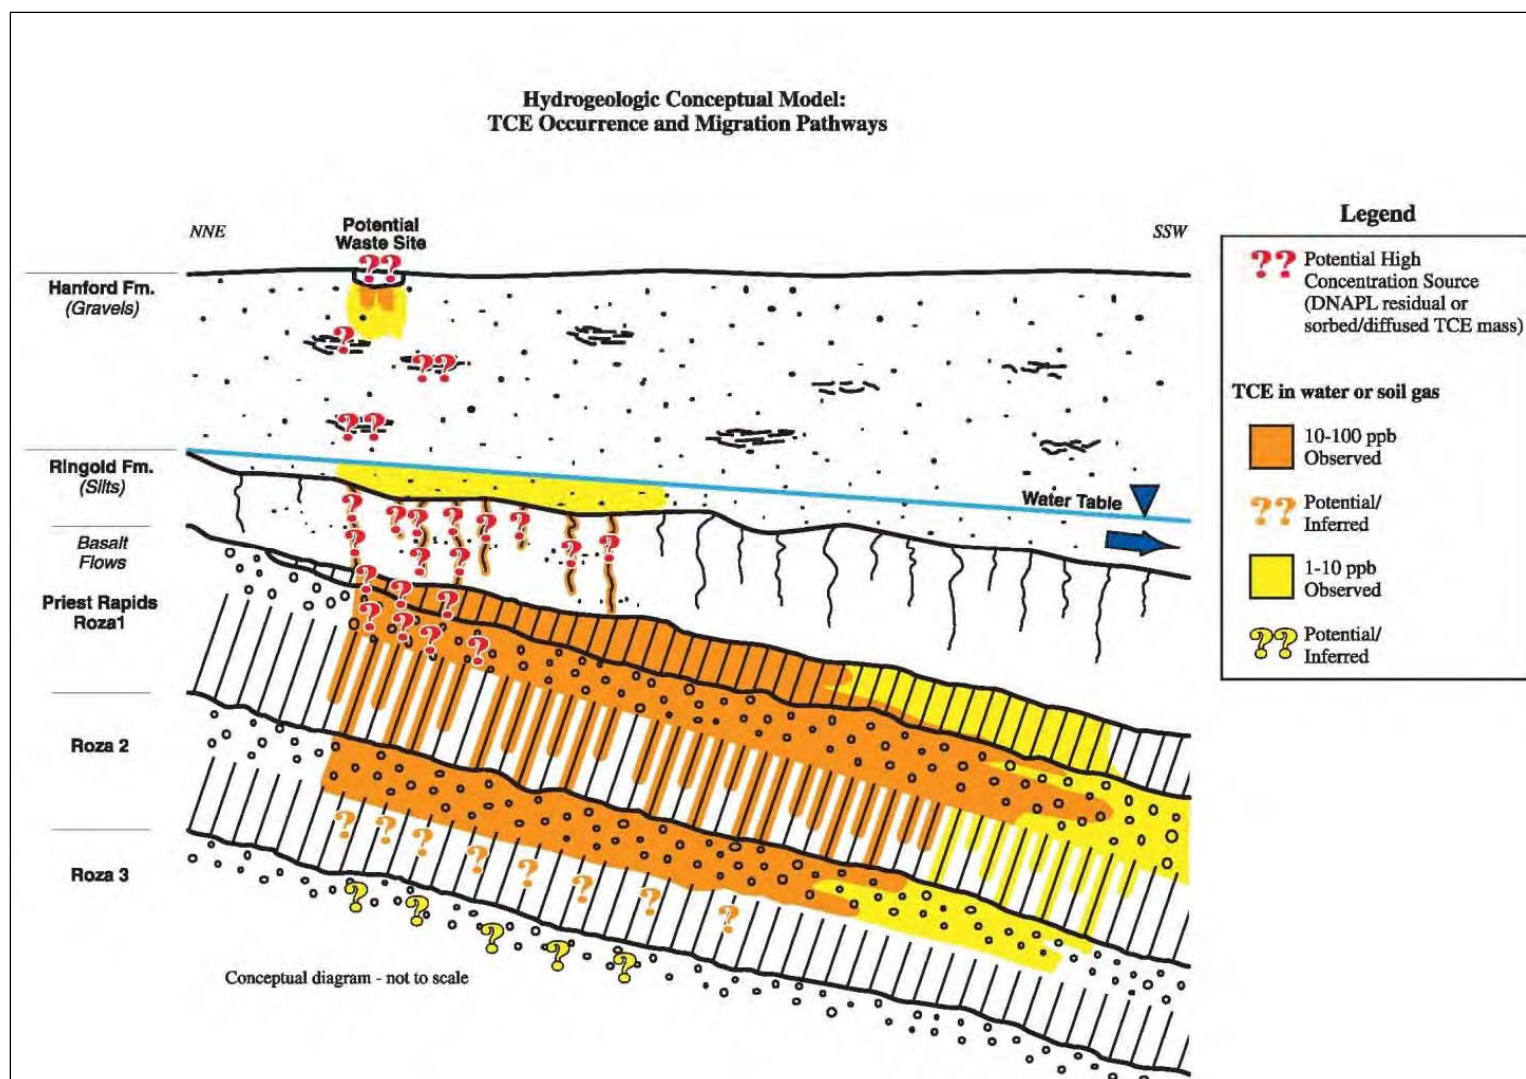 Hydrogeologic Conceptual Model:
TCE Occurrence and Migration Pathways
NNE
Potential
Waste Site
SSW
Hanford Fm.
(Gravels)
Ringold Fm.
(Silts)
Water Table
Basalt
Flows
Priest Rapids
Roza1
Roza 2
Roza 3
Conceptual diagram - not to scale
Legend
?? Potential High
Concentration Source
(DNAPL residual or
sorbed/diffused TCE mass)
TCE in water or soil gas
10-100 ppb
Observed
?? Potential/
Inferred
1-10 ppb
Observed
?? Potential/
Inferred